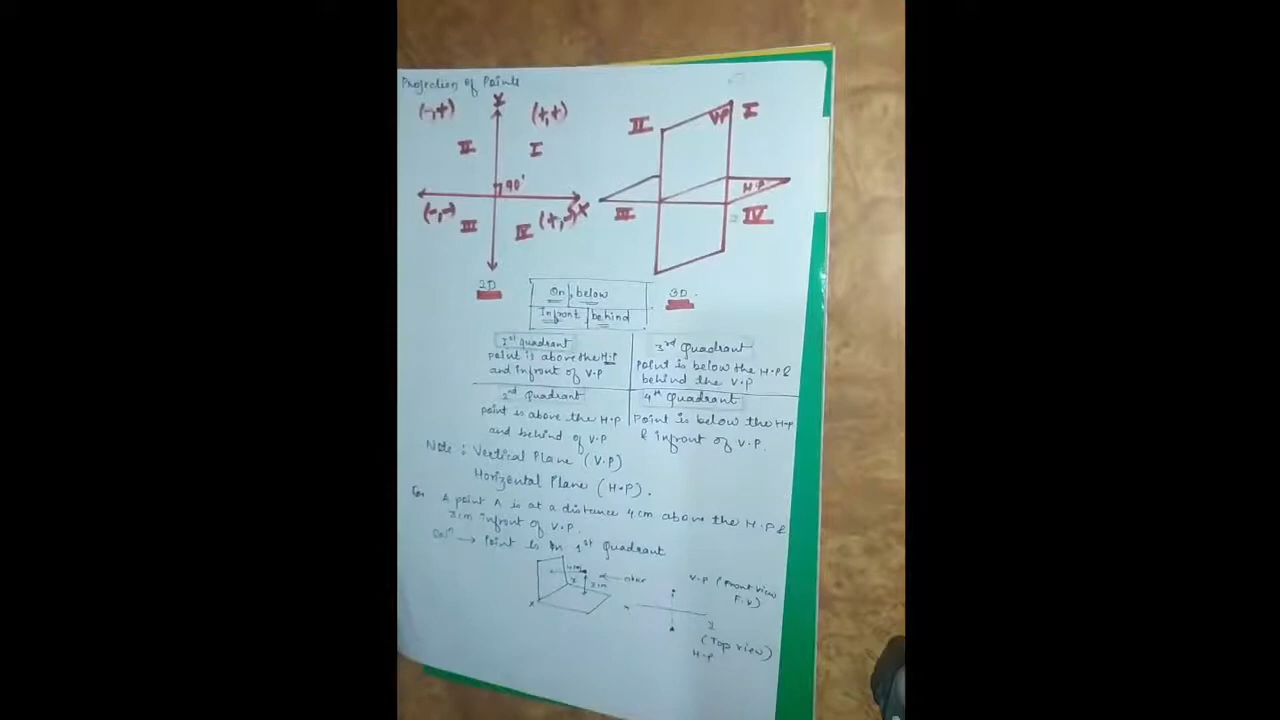 Projection of Points
Y
(-,+)
(+,+)
II
I
90°
X
(-,-)
III
IV
(+,-)
2D
II
VP
I
H.P
III
IV
3D
On, below
Infront, behind
1st Quadrant
point is above the H.P
and infront of V.P
3rd Quadrant
Point is below the H.P &
behind the V.P
2nd Quadrant
point is above the H.P
and behind of V.P
4th Quadrant
Point is below the H.P
& infront of V.P.
Note : Vertical Plane (V.P)
Horizental Plane (H.P).
A point A is at a distance 4cm above the H.P &
infront of V.P.
Soln → Point is in 1st Quadrant
X
V.P (Front view
F.V)
y
(Top view)
H.P